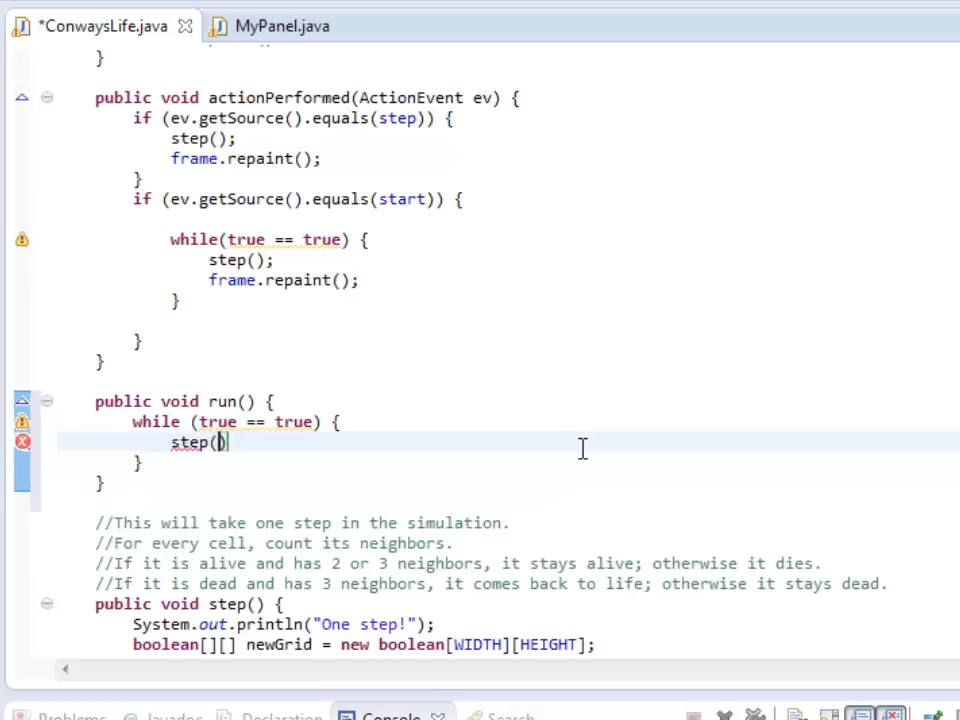 *ConwaysLife.java MyPanel.java
}
public void actionPerformed(ActionEvent ev) {
if (ev.getSource().equals(step)) {
step();
frame.repaint();
}
if (ev.getSource().equals(start)) {
while(true == true) {
step();
frame.repaint();
}
}
}
public void run() {
while (true == true) {
step()
}
}
//This will take one step in the simulation.
//For every cell, count its neighbors.
//If it is alive and has 2 or 3 neighbors, it stays alive; otherwise it dies.
//If it is dead and has 3 neighbors, it comes back to life; otherwise it stays dead.
public void step() {
System.out.println("One step!");
boolean[][] newGrid = new boolean[WIDTH][HEIGHT];
Problems @ Javadoc Declaration Console Search